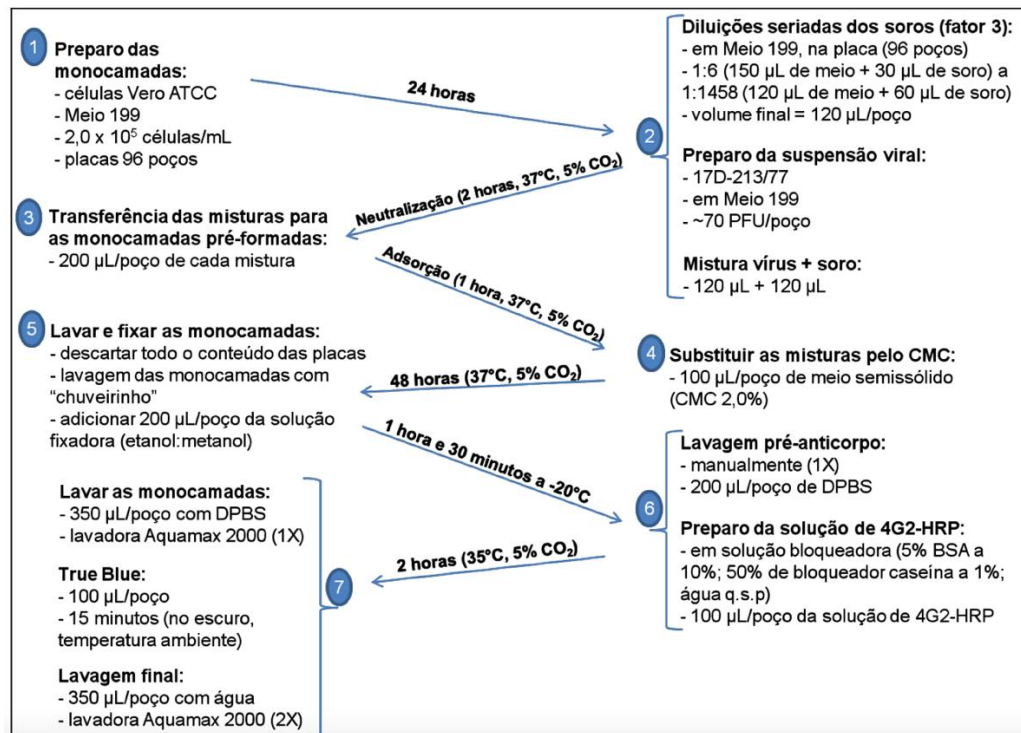 1
Preparo das
monocamadas:
- células Vero ATCC
- Meio 199
- 2,0 x 10⁵ células/mL
- placas 96 poços
24 horas
2
Diluições seriadas dos soros (fator 3):
- em Meio 199, na placa (96 poços)
- 1:6 (150 µL de meio + 30 µL de soro) a
1:1458 (120 µL de meio + 60 µL de soro)
- volume final = 120 µL/poço
Preparo da suspensão viral:
- 17D-213/77
- em Meio 199
- ~70 PFU/poço
Mistura vírus + soro:
- 120 µL + 120 µL
Neutralização (2 horas, 37°C, 5% CO₂)
3
Transferência das misturas para
as monocamadas pré-formadas:
- 200 µL/poço de cada mistura
Adsorção (1 hora, 37°C, 5% CO₂)
4
Substituir as misturas pelo CMC:
- 100 µL/poço de meio semissólido
(CMC 2,0%)
48 horas (37°C, 5% CO₂)
5
Lavar e fixar as monocamadas:
- descartar todo o conteúdo das placas
- lavagem das monocamadas com
“chuveirinho”
- adicionar 200 µL/poço da solução
fixadora (etanol:metanol)
1 hora e 30 minutos a -20°C
6
Lavagem pré-anticorpo:
- manualmente (1X)
- 200 µL/poço de DPBS
Preparo da solução de 4G2-HRP:
- em solução bloqueadora (5% BSA a
10%; 50% de bloqueador caseína a 1%;
água q.s.p)
- 100 µL/poço da solução de 4G2-HRP
2 horas (35°C, 5% CO₂)
7
Lavar as monocamadas:
- 350 µL/poço com DPBS
- lavadora Aquamax 2000 (1X)
True Blue:
- 100 µL/poço
- 15 minutos (no escuro,
temperatura ambiente)
Lavagem final:
- 350 µL/poço com água
- lavadora Aquamax 2000 (2X)